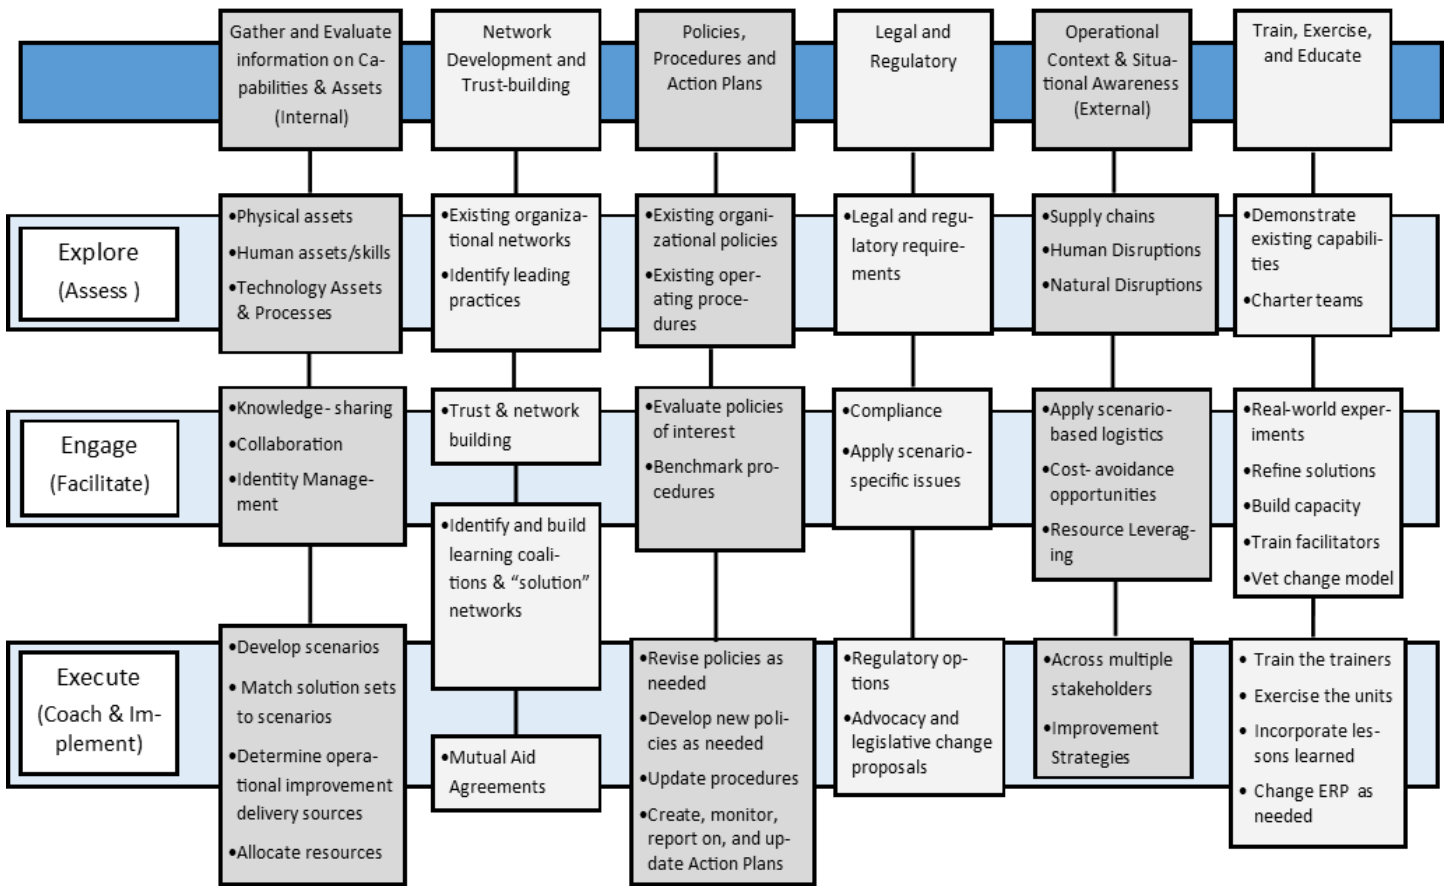 Gather and Evaluate
information on Ca-
pabilities & Assets
(Internal)
Network
Development and
Trust-building
Policies,
Procedures and
Action Plans
Legal and
Regulatory
Operational
Context & Situa-
tional Awareness
(External)
Train, Exercise,
and Educate
Explore
(Assess )
•Physical assets
•Human assets/skills
•Technology Assets
& Processes
•Existing organiza-
tional networks
•Identify leading
practices
•Existing organi-
zational policies
•Existing oper-
ating proce-
dures
•Legal and regu-
latory require-
ments
•Supply chains
•Human Disruptions
•Natural Disruptions
•Demonstrate
existing capabili-
ties
•Charter teams
Engage
(Facilitate)
•Knowledge- sharing
•Collaboration
•Identity Manage-
ment
•Trust & network
building
•Identify and build
learning coali-
tions & “solution”
networks
•Evaluate policies
of interest
•Benchmark pro-
cedures
•Compliance
•Apply scenario-
specific issues
•Apply scenario-
based logistics
•Cost- avoidance
opportunities
•Resource Leverag-
ing
•Real-world exper-
iments
•Refine solutions
•Build capacity
•Train facilitators
•Vet change model
Execute
(Coach & Im-
plement)
•Develop scenarios
• Match solution sets
to scenarios
•Determine opera-
tional improvement
delivery sources
•Allocate resources
•Mutual Aid
Agreements
•Revise policies as
needed
•Develop new poli-
cies as needed
•Update procedures
•Create, monitor,
report on, and up-
date Action Plans
•Regulatory op-
tions
•Advocacy and
legislative change
proposals
•Across multiple
stakeholders
•Improvement
Strategies
• Train the trainers
• Exercise the units
• Incorporate les-
sons learned
• Change ERP as
needed